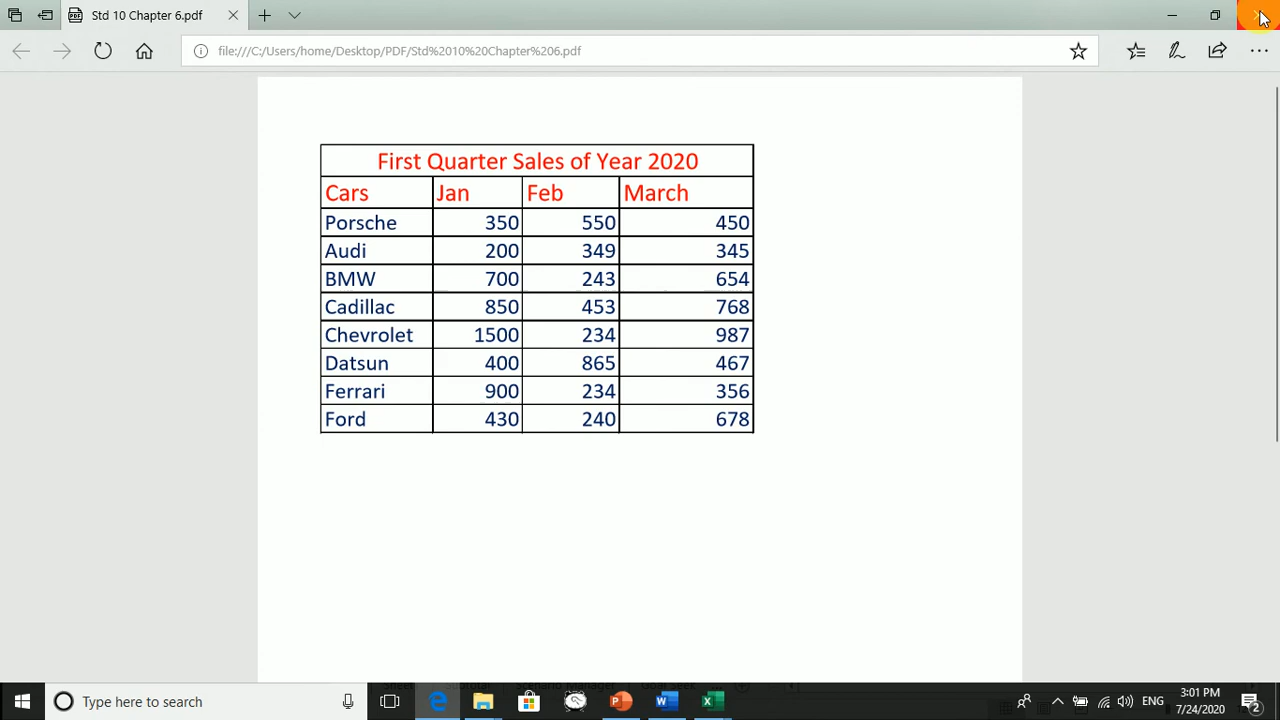 Std 10 Chapter 6.pdf
file:///C:/Users/home/Desktop/PDF/Std%2010%20Chapter%206.pdf
First Quarter Sales of Year 2020
Cars Jan Feb March
Porsche 350 550 450
Audi 200 349 345
BMW 700 243 654
Cadillac 850 453 768
Chevrolet 1500 234 987
Datsun 400 865 467
Ferrari 900 234 356
Ford 430 240 678
Type here to search
ENG
3:01 PM
7/24/2020
2